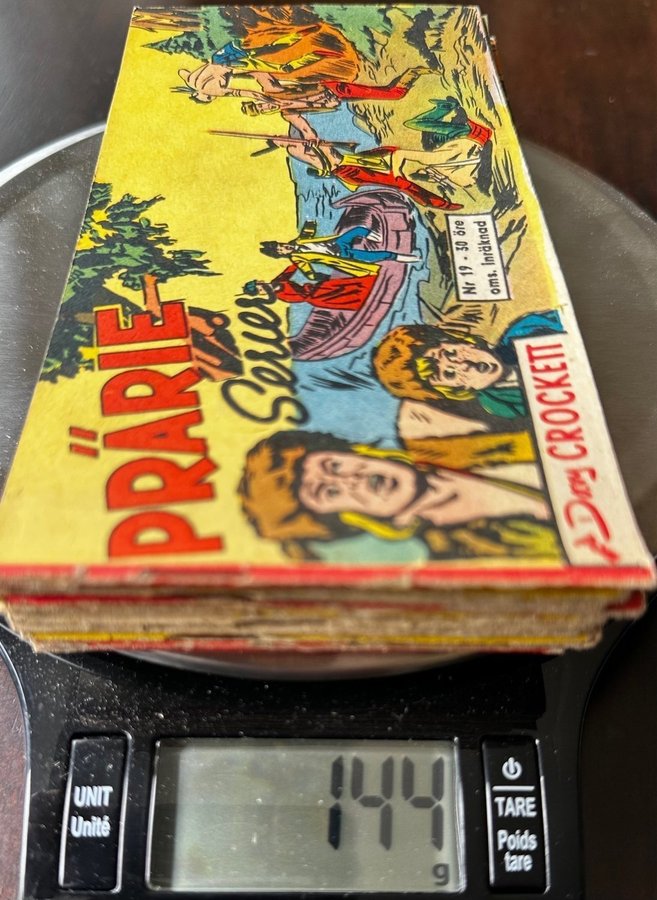 PRÄRIE
Serier
Nr 19 - 30 öre
oms. inräknad
Davy CROCKETT
UNIT
Unité
144
g
TARE
Poids
tare